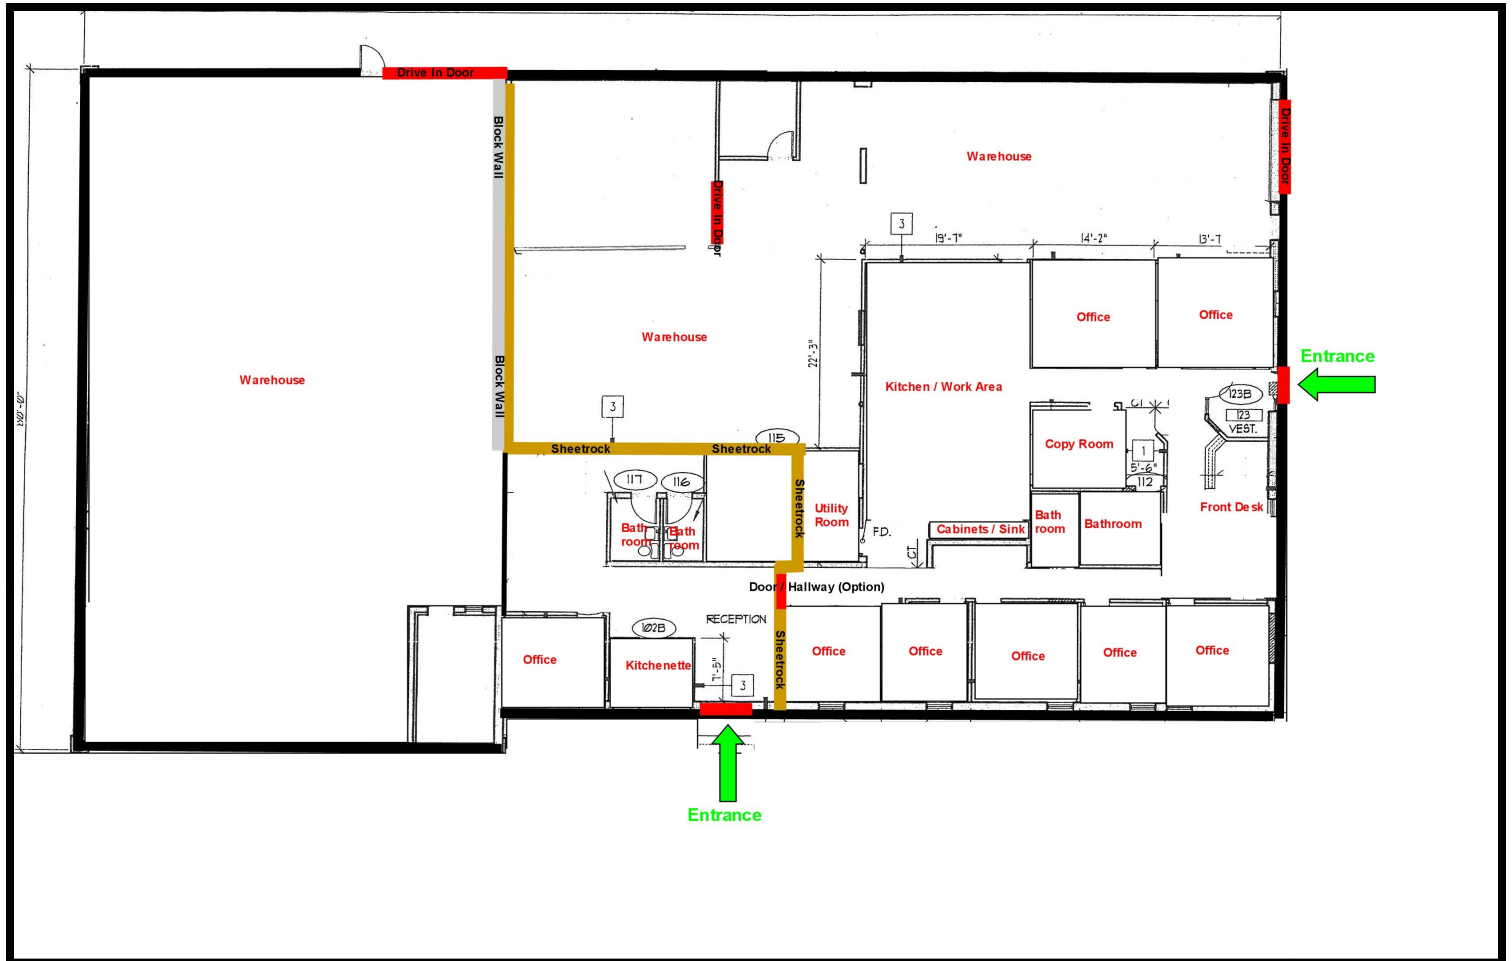 Drive In Door
Block Wall
Drive In Door
Warehouse
Drive In Door
3
19'-7"
14'-2"
13'-7
Office
Office
22'-3"
Warehouse
Warehouse
Block Wall
Kitchen / Work Area
Entrance
123B
123
VEST.
3
115
Sheetrock
Sheetrock
Copy Room
1
5'-6"
112
117
116
Sheetrock
Utility
Room
Bath
room
Bath
room
F.D.
Cabinets / Sink
Bath
room
Bathroom
Front Desk
CT
Door / Hallway (Option)
RECEPTION
102B
Office
Kitchenette
7'-5"
3
Sheetrock
Office
Office
Office
Office
Office
Entrance